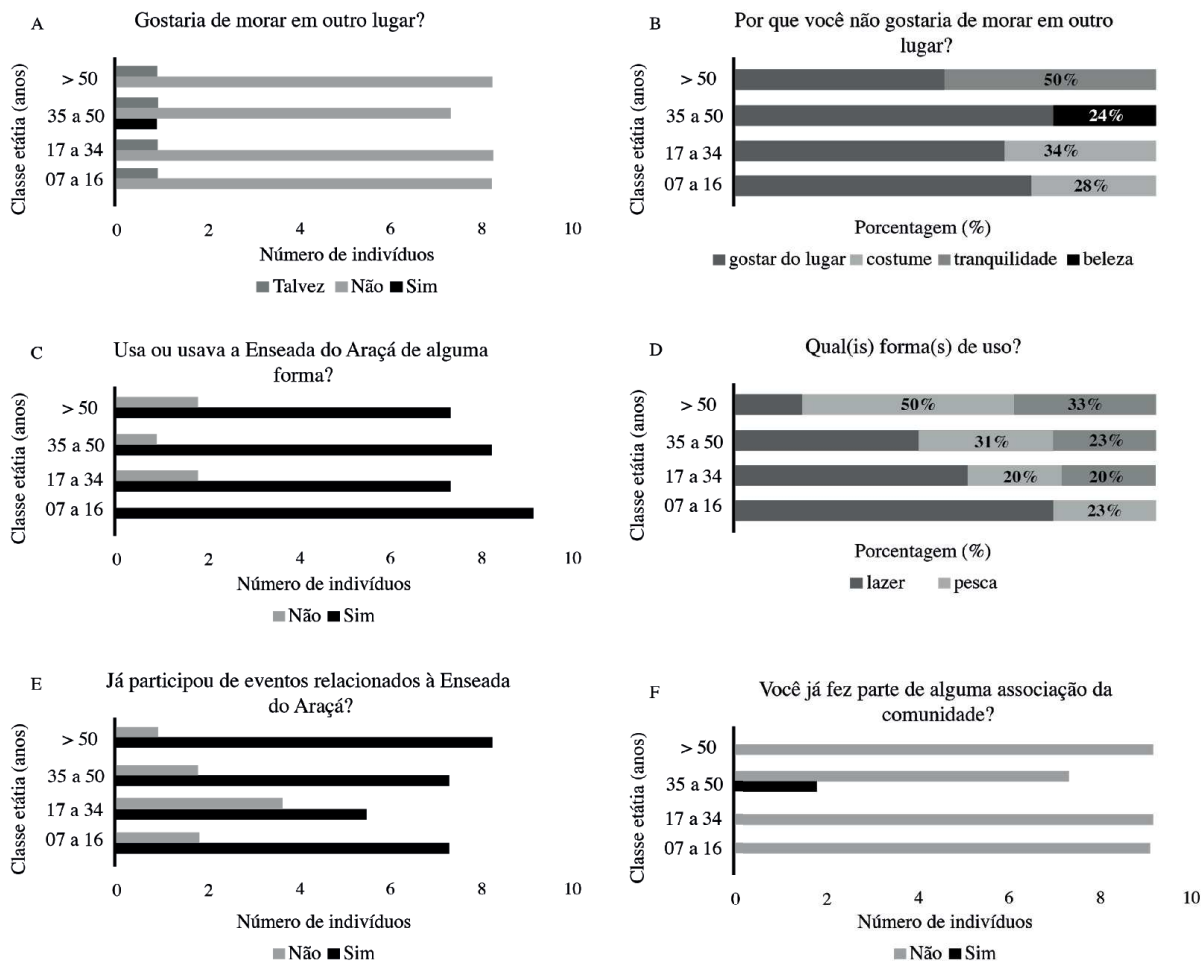 A
Gostaria de morar em outro lugar?
Classe etátia (anos)
> 50
35 a 50
17 a 34
07 a 16
0 2 4 6 8 10
Número de indivíduos
Talvez Não Sim
B
Por que você não gostaria de morar em outro
lugar?
Classe etátia (anos)
> 50
50%
35 a 50
24%
17 a 34
34%
07 a 16
28%
Porcentagem (%)
gostar do lugar costume tranquilidade beleza
C
Usa ou usava a Enseada do Araçá de alguma
forma?
Classe etátia (anos)
> 50
35 a 50
17 a 34
07 a 16
0 2 4 6 8 10
Número de indivíduos
Não Sim
D
Qual(is) forma(s) de uso?
Classe etátia (anos)
> 50
50% 33%
35 a 50
31% 23%
17 a 34
20% 20%
07 a 16
23%
Porcentagem (%)
lazer pesca
E
Já participou de eventos relacionados à Enseada
do Araçá?
Classe etátia (anos)
> 50
35 a 50
17 a 34
07 a 16
0 2 4 6 8 10
Número de indivíduos
Não Sim
F
Você já fez parte de alguma associação da
comunidade?
Classe etátia (anos)
> 50
35 a 50
17 a 34
07 a 16
0 2 4 6 8 10
Número de indivíduos
Não Sim